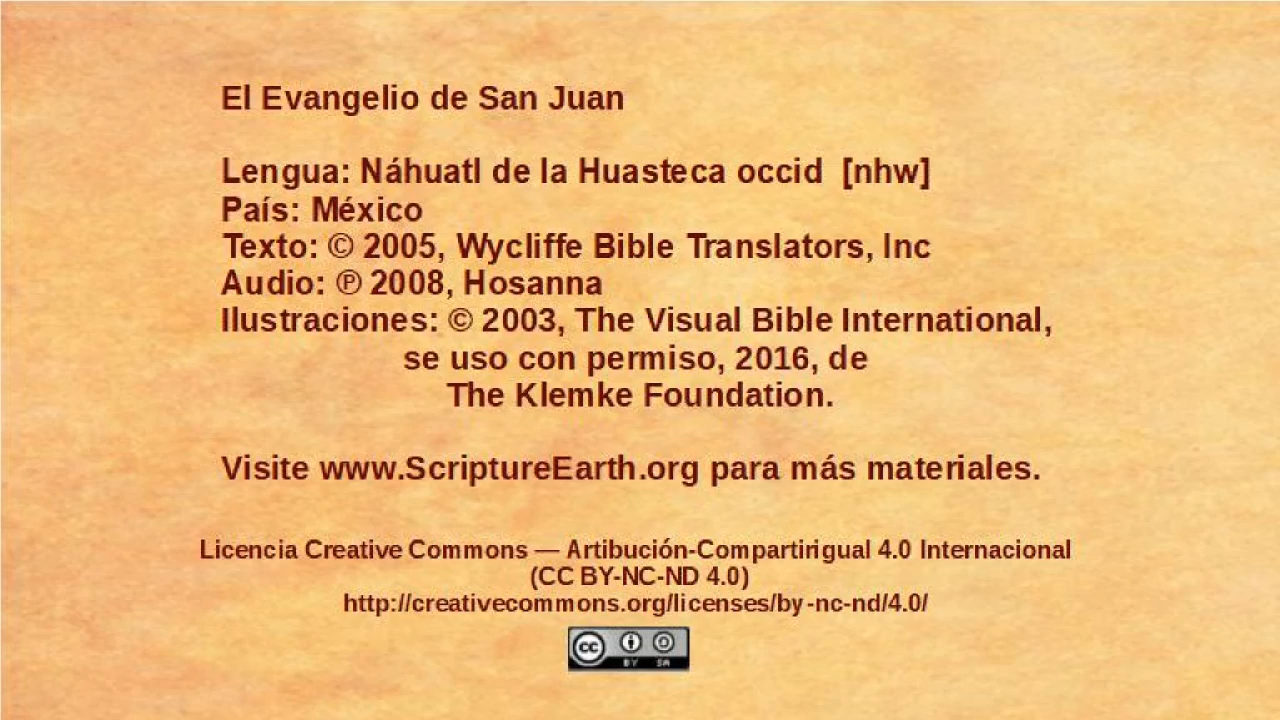 El Evangelio de San Juan
Lengua: Náhuatl de la Huasteca occid [nhw]
País: México
Texto: © 2005, Wycliffe Bible Translators, Inc
Audio: ℗ 2008, Hosanna
Ilustraciones: © 2003, The Visual Bible International,
se uso con permiso, 2016, de
The Klemke Foundation.
Visite www.ScriptureEarth.org para más materiales.
Licencia Creative Commons — Artibución-Compartirigual 4.0 Internacional
(CC BY-NC-ND 4.0)
http://creativecommons.org/licenses/by-nc-nd/4.0/
cc BY SA